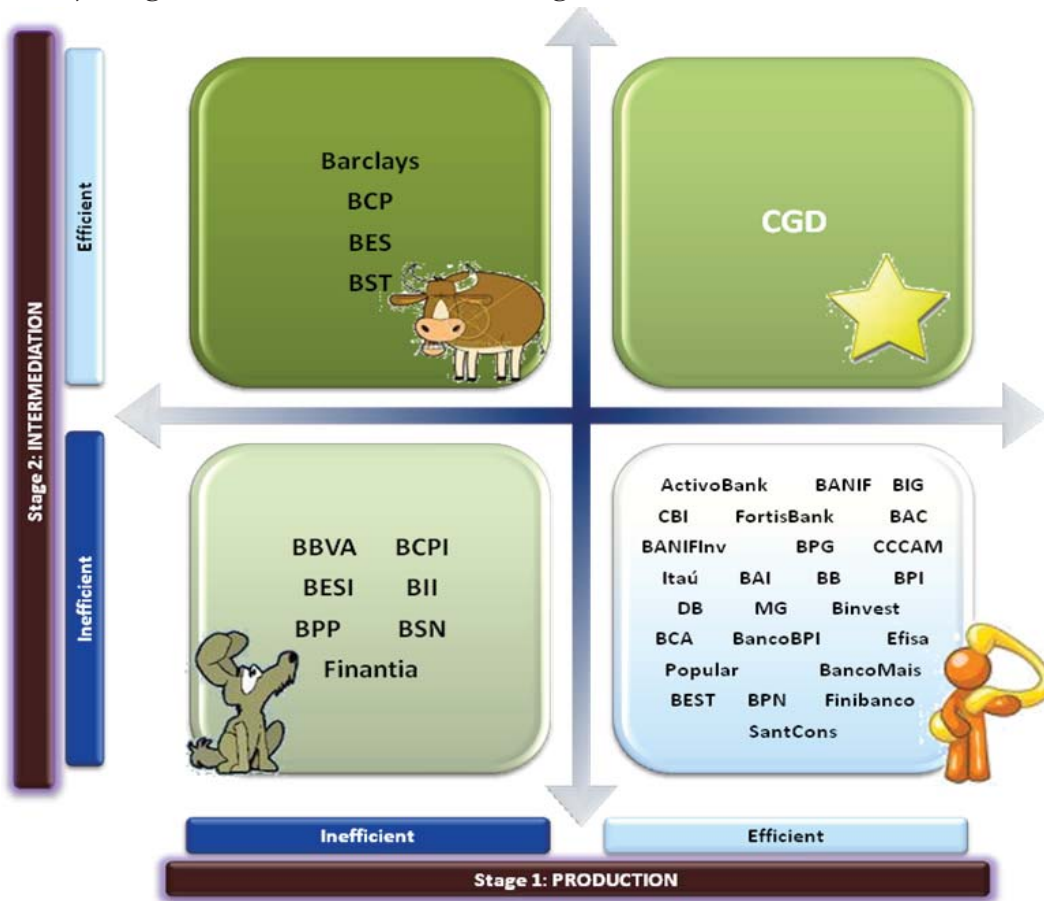 Stage 2: INTERMEDIATION
Efficient
Inefficient
Barclays
BCP
BES
BST
CGD
BBVA BCPI
BESI BII
BPP BSN
Finantia
ActivoBank BANIF BIG
CBI FortisBank BAC
BANIFInv BPG CCCAM
Itaú BAI BB BPI
DB MG Binvest
BCA BancoBPI Efisa
Popular BancoMais
BEST BPN Finibanco
SantCons
Inefficient Efficient
Stage 1: PRODUCTION